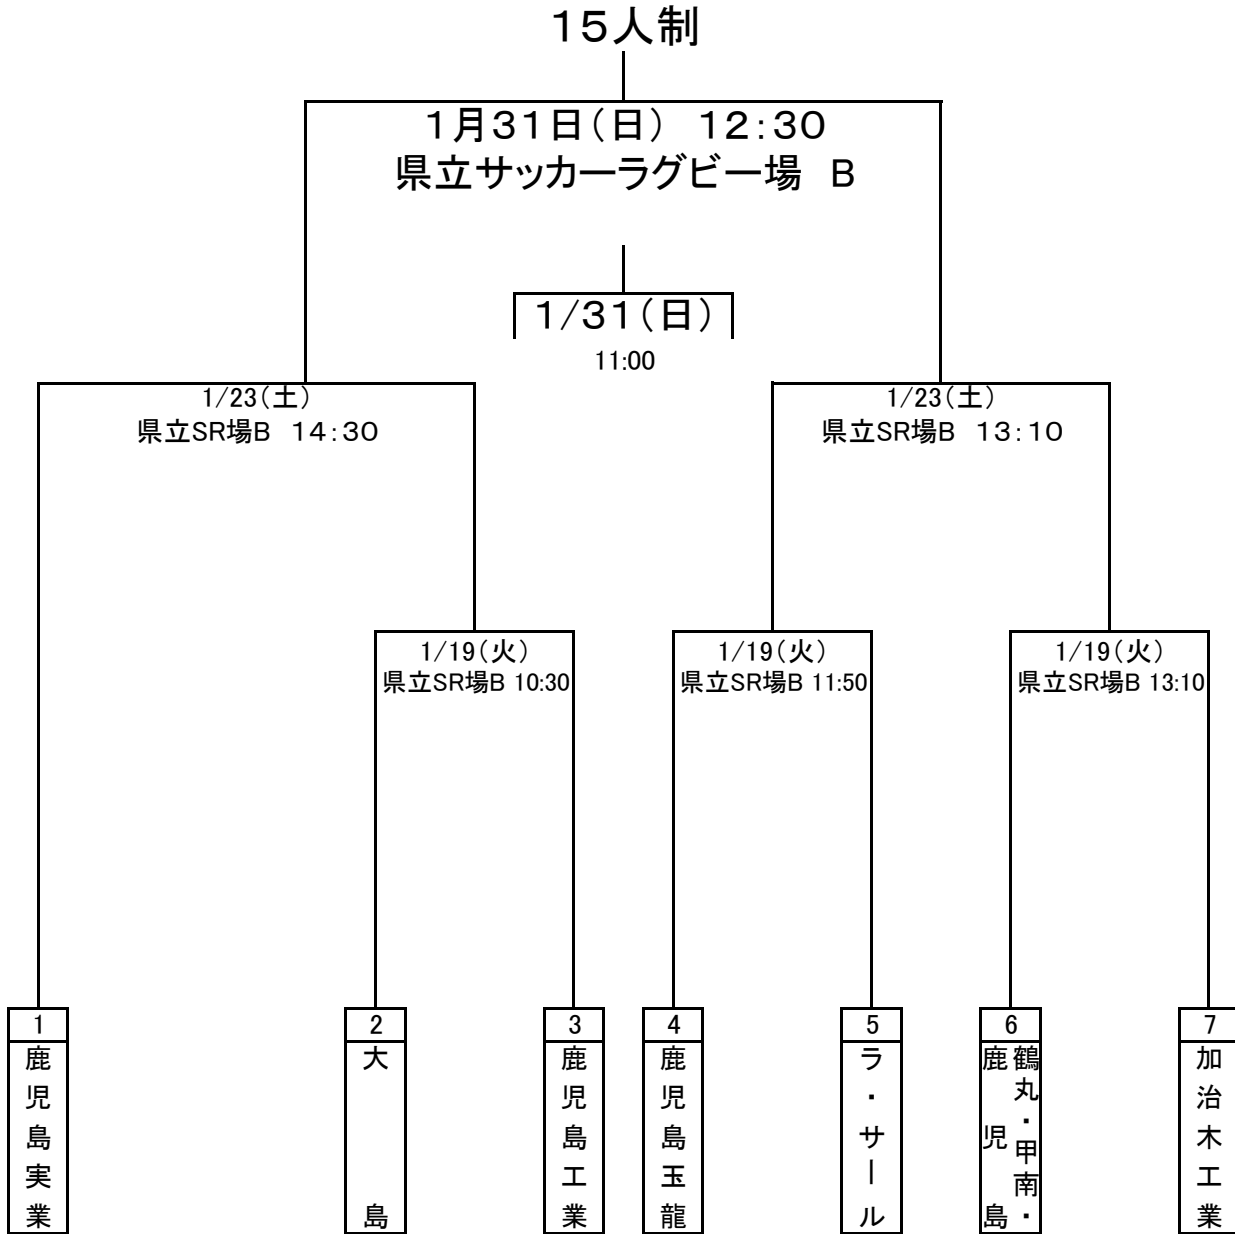 15人制
1月31日(日)　12:30
県立サッカーラグビー場　B
1/31(日)
11:00
1/23(土)
県立SR場B　14:30
1/23(土)
県立SR場B　13:10
1/19(火)
県立SR場B 10:30
1/19(火)
県立SR場B 11:50
1/19(火)
県立SR場B 13:10
1
鹿児島実業
2
大島
3
鹿児島工業
4
鹿児島玉龍
5
ラ・サール
6
鶴丸・甲南・
鹿児島
7
加治木工業